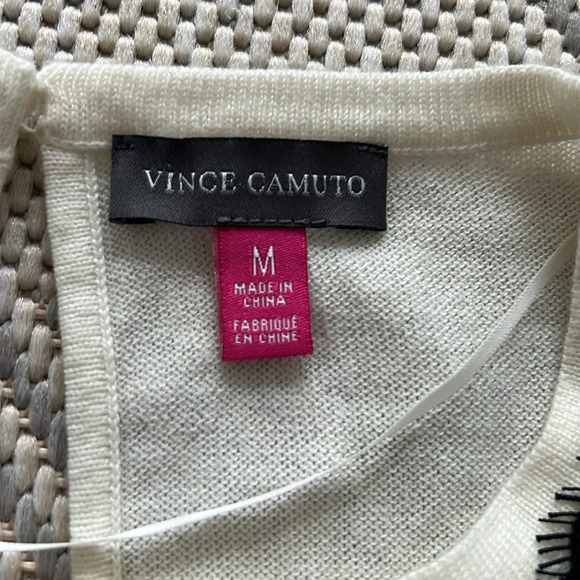 VINCE CAMUTO
M
MADE IN
CHINA
FABRIQUÉ
EN CHINE